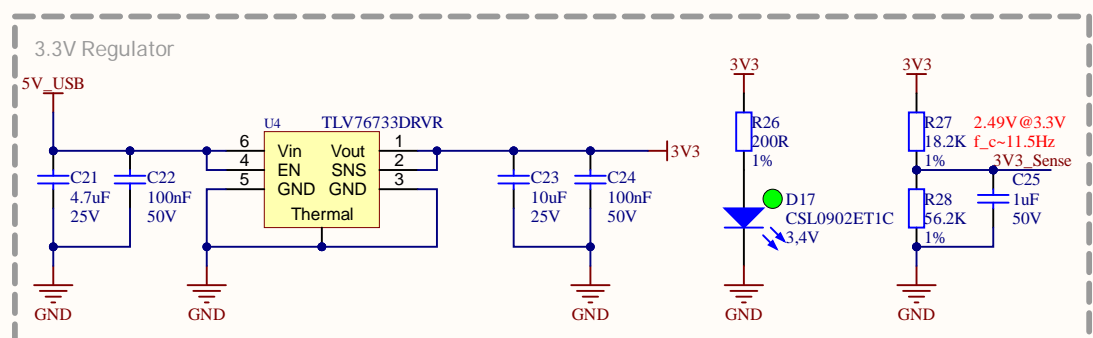 3.3V Regulator
5V_USB
C21
4.7uF
25V
C22
100nF
50V
U4
TLV76733DRVR
6
4
5
Vin
EN
GND
Vout
SNS
GND
Thermal
1
2
3
3V3
C23
10uF
25V
C24
100nF
50V
GND
GND
GND
3V3
R26
200R
1%
D17
CSL0902ET1C
3,4V
GND
3V3
R27
18.2K
1%
2.49V@3.3V
f_c~11.5Hz
3V3_Sense
R28
56.2K
1%
C25
1uF
50V
GND